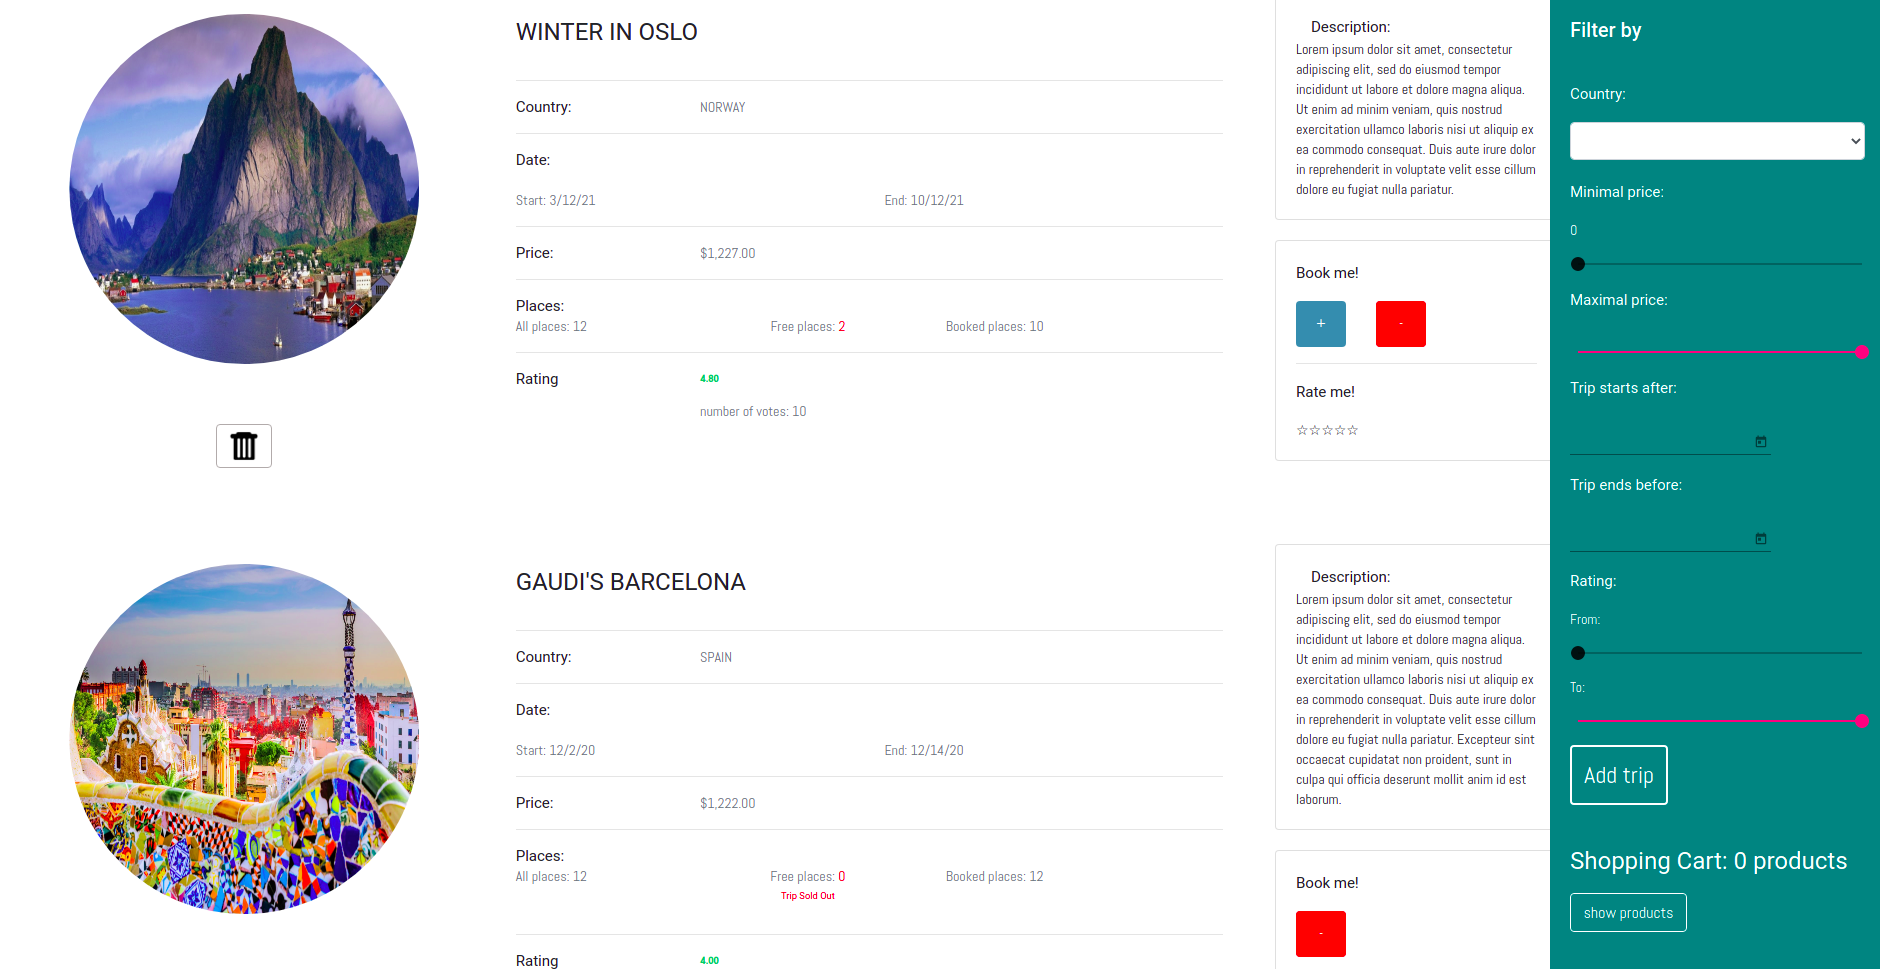 WINTER IN OSLO
Country:
NORWAY
Date:
Start: 3/12/21
End: 10/12/21
Price:
$1,227.00
Places:
All places: 12
Free places: 2
Booked places: 10
Rating
4.80
number of votes: 10
Description:
Lorem ipsum dolor sit amet, consectetur
adipiscing elit, sed do eiusmod tempor
incididunt ut labore et dolore magna aliqua.
Ut enim ad minim veniam, quis nostrud
exercitation ullamco laboris nisi ut aliquip ex
ea commodo consequat. Duis aute irure dolor
in reprehenderit in voluptate velit esse cillum
dolore eu fugiat nulla pariatur.
Book me!
+
-
Rate me!
☆☆☆☆☆
GAUDI'S BARCELONA
Country:
SPAIN
Date:
Start: 12/2/20
End: 12/14/20
Price:
$1,222.00
Places:
All places: 12
Free places: 0
Booked places: 12
Trip Sold Out
Rating
4.00
Description:
Lorem ipsum dolor sit amet, consectetur
adipiscing elit, sed do eiusmod tempor
incididunt ut labore et dolore magna aliqua.
Ut enim ad minim veniam, quis nostrud
exercitation ullamco laboris nisi ut aliquip ex
ea commodo consequat. Duis aute irure dolor
in reprehenderit in voluptate velit esse cillum
dolore eu fugiat nulla pariatur. Excepteur sint
occaecat cupidatat non proident, sunt in
culpa qui officia deserunt mollit anim id est
laborum.
Book me!
-
Filter by
Country:
Minimal price:
0
Maximal price:
Trip starts after:
Trip ends before:
Rating:
From:
To:
Add trip
Shopping Cart: 0 products
show products